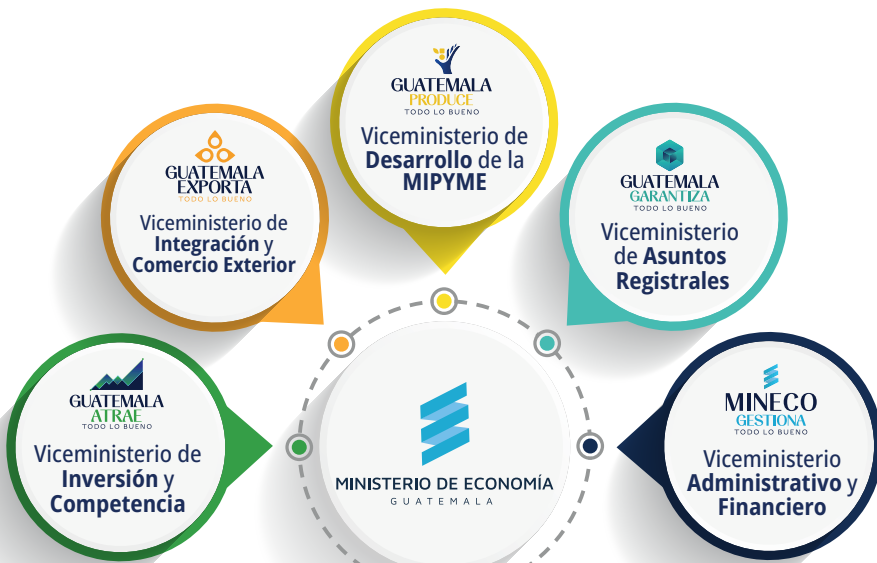 GUATEMALA
PRODUCE
TODO LO BUENO
Viceministerio de
Desarrollo de la
MIPYME
GUATEMALA
EXPORTA
TODO LO BUENO
Viceministerio de
Integración y
Comercio Exterior
GUATEMALA
GARANTIZA
TODO LO BUENO
Viceministerio
de Asuntos
Registrales
GUATEMALA
ATRAE
TODO LO BUENO
Viceministerio de
Inversión y
Competencia
MINISTERIO DE ECONOMÍA
GUATEMALA
MINECO
GESTIONA
TODO LO BUENO
Viceministerio
Administrativo y
Financiero